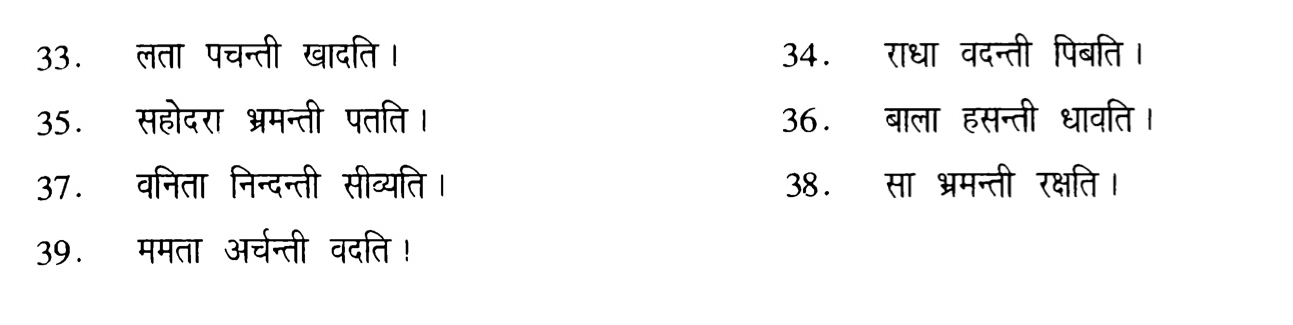 33. लता पचन्ती खादति । 34. राधा वदन्ती पिबति ।
35. सहोदरा भ्रमन्ती पतति । 36. बाला हसन्ती धावति ।
37. वनिता निन्दन्ती सीव्यति । 38. सा भ्रमन्ती रक्षति ।
39. ममता अर्चन्ती वदति !